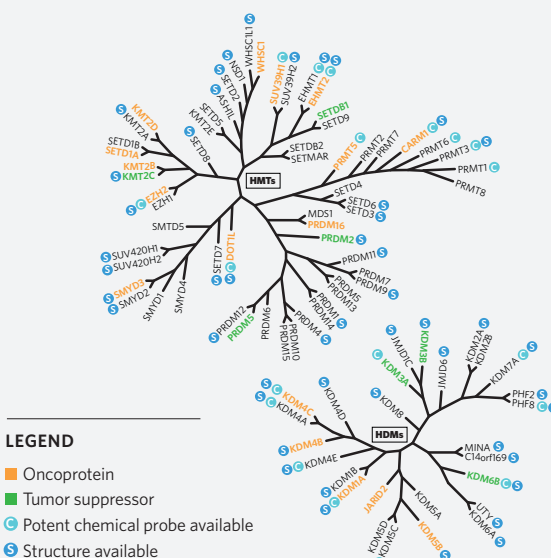 WHSC1L1 S
WHSC1
NSD1 S
SETD2 S
ASH1L S
SETD5
KMT2E
SETD8 S
SUV39H1 C
SUV39H2 S
EHMT1 C S
EHMT2 C S
SETDB1
SETD9
SETDB2
SETMAR
KMT2D
KMT2A S
SETD1B
SETD1A
KMT2B
KMT2C S
EZH2 C S
EZH1
HMTs
PRMT5 C
PRMT2
PRMT7
CARM1 C S
PRMT6 C
PRMT3 C S
PRMT1 C
PRMT8
SETD4
SETD6 S
SETD3 S
MDS1
PRDM16
PRDM2 S
PRDM11 S
PRDM7
PRDM9 S
PRDM5
PRDM13
PRDM1 S
PRDM14
PRDM4 S
PRDM10
PRDM15
PRDM6
PRDM5
PRDM12 S
SMTD5
SUV420H1 S
SUV420H2 S
SMYD3 S
SMYD2 S
SMYD1
SMYD4
SETD7 S
DOT1L C S
HDMs
JMJD1C S
KDM3B S
KDM3A C
JMJD6 S
KDM2A S
KDM2B
KDM7A C S
PHF2 S
PHF8 C S
MINA S
C14orf169 S
KDM6B C S
UTY S
KDM6A S
KDM8 S
KDM4D S
KDM4C C S
KDM4A C S
KDM4B S
KDM4E C S
KDM1B S
KDM1A C S
JARID2
KDM5A
KDM5B S
KDM5C
KDM5D
LEGEND
Oncoprotein
Tumor suppressor
C Potent chemical probe available
S Structure available